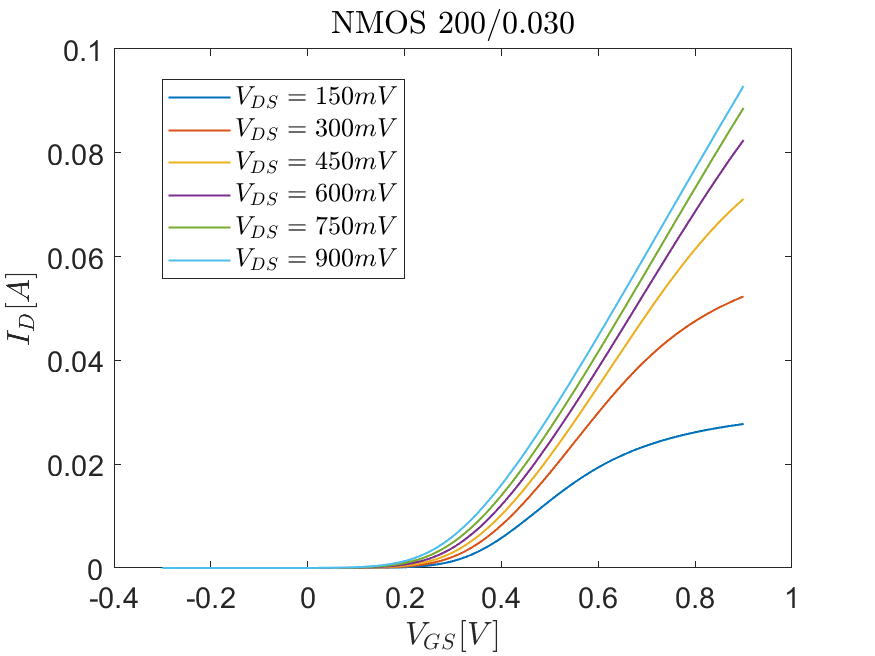 NMOS 200/0.030
0.1
0.08
0.06
0.04
0.02
0
I_D[A]
V_DS = 150mV
V_DS = 300mV
V_DS = 450mV
V_DS = 600mV
V_DS = 750mV
V_DS = 900mV
-0.4 -0.2 0 0.2 0.4 0.6 0.8 1
V_GS[V]